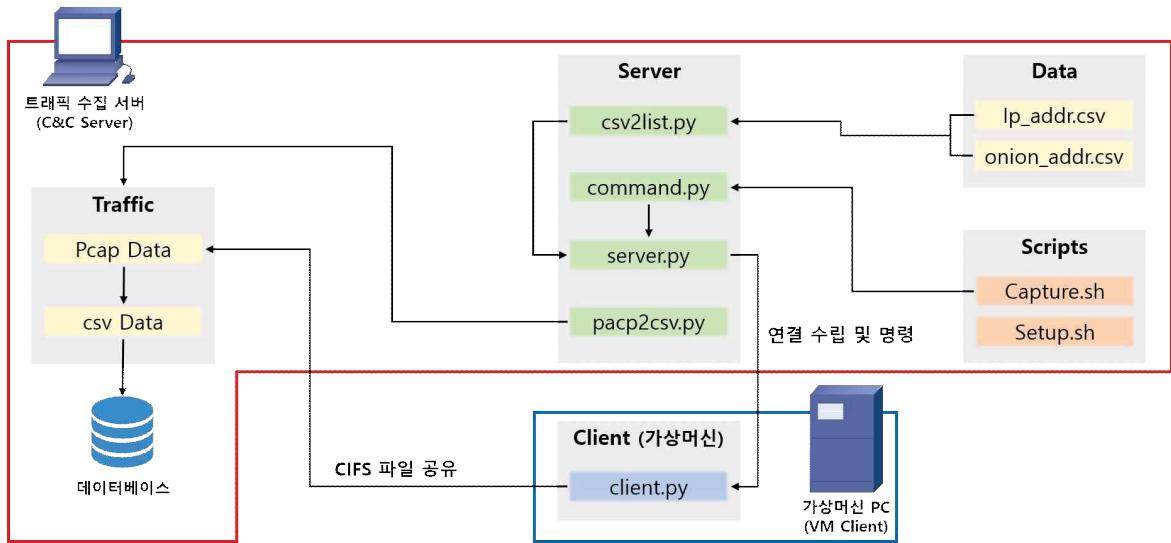 트래픽 수집 서버
(C&C Server)
Traffic
Pcap Data
csv Data
데이터베이스
Server
csv2list.py
command.py
server.py
pacp2csv.py
Data
Ip_addr.csv
onion_addr.csv
Scripts
Capture.sh
Setup.sh
연결 수립 및 명령
CIFS 파일 공유
Client (가상머신)
client.py
가상머신 PC
(VM Client)